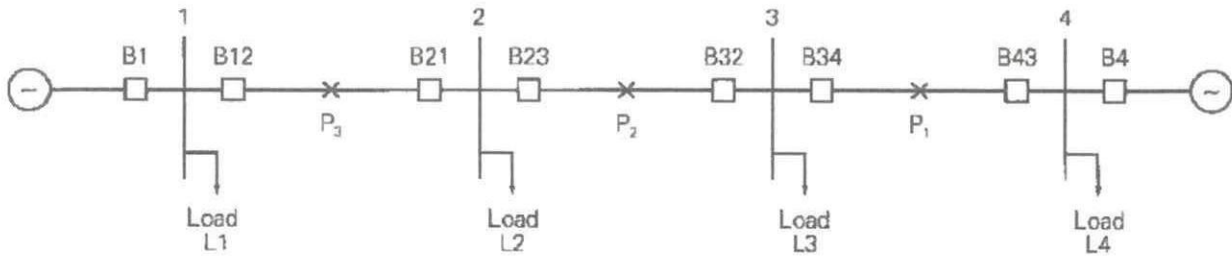 1 2 3 4
B1 B12 B21 B23 B32 B34 B43 B4
~ ~
P₃ P₂ P₁
Load Load Load Load
L1 L2 L3 L4